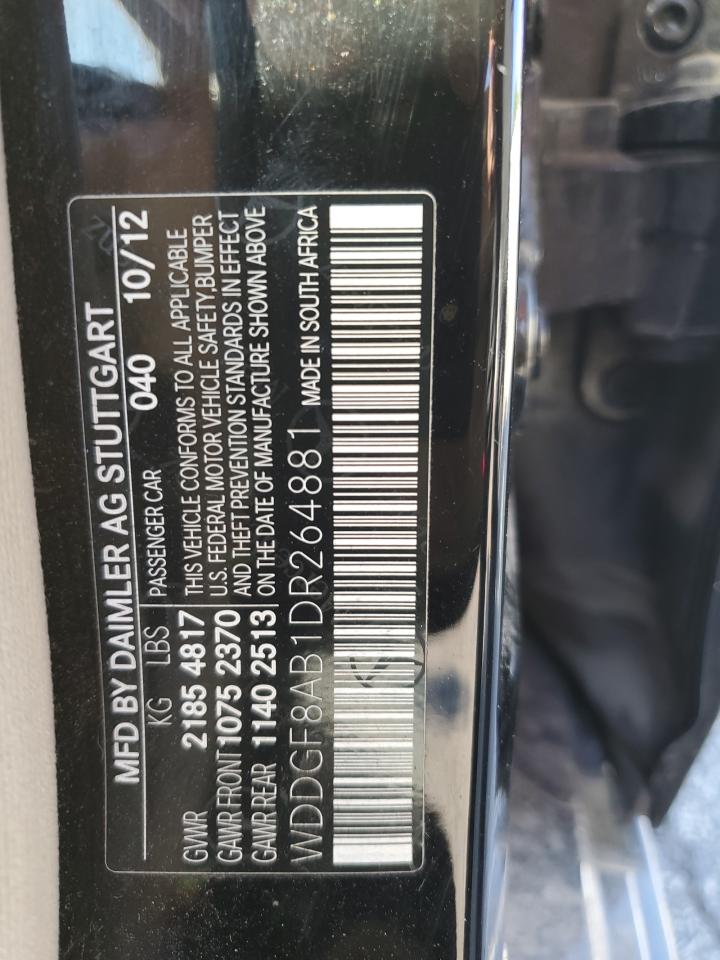 MFD BY DAIMLER AG STUTTGART
KG LBS PASSENGER CAR 040 10/12
GVWR 2185 4817
GAWR FRONT 1075 2370
GAWR REAR 1140 2513
THIS VEHICLE CONFORMS TO ALL APPLICABLE
U.S. FEDERAL MOTOR VEHICLE SAFETY,BUMPER
AND THEFT PREVENTION STANDARDS IN EFFECT
ON THE DATE OF MANUFACTURE SHOWN ABOVE
WDDGF8AB1DR264881 MADE IN SOUTH AFRICA